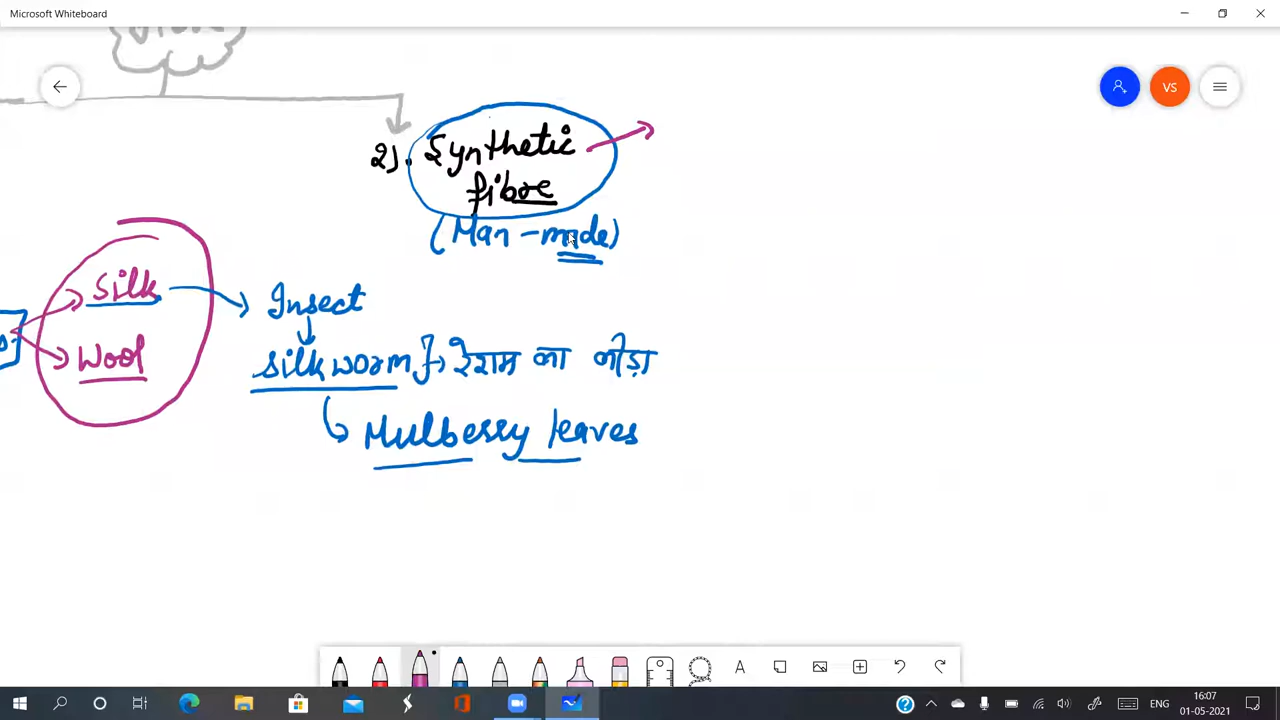 Microsoft Whiteboard
VS
2). Synthetic
fibre
(Man-made)
Silk
Insect
Wool
silkworm }→ रेशम का कीड़ा
Mulberry leaves
A
ENG
16:07
01-05-2021